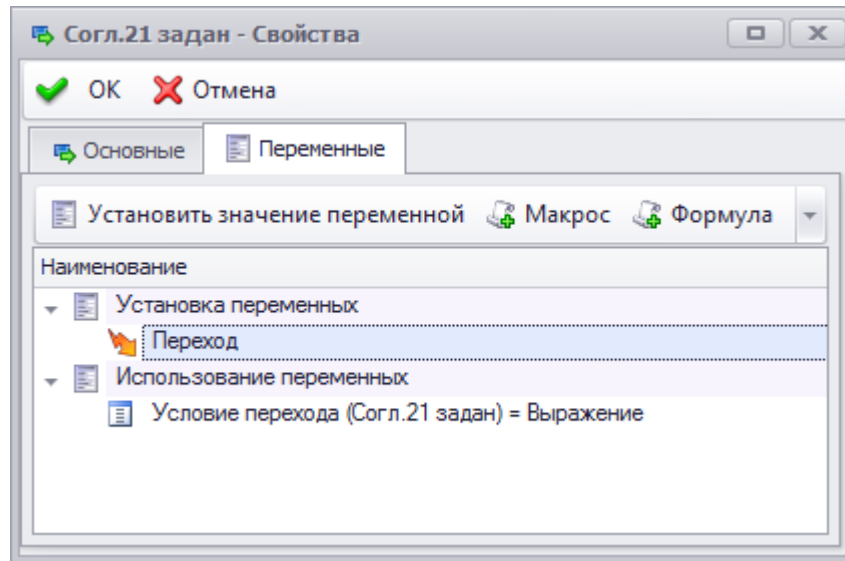 Согл.21 задан - Свойства
ОК Отмена
Основные Переменные
Установить значение переменной Макрос Формула
Наименование
Установка переменных
Переход
Использование переменных
Условие перехода (Согл.21 задан) = Выражение